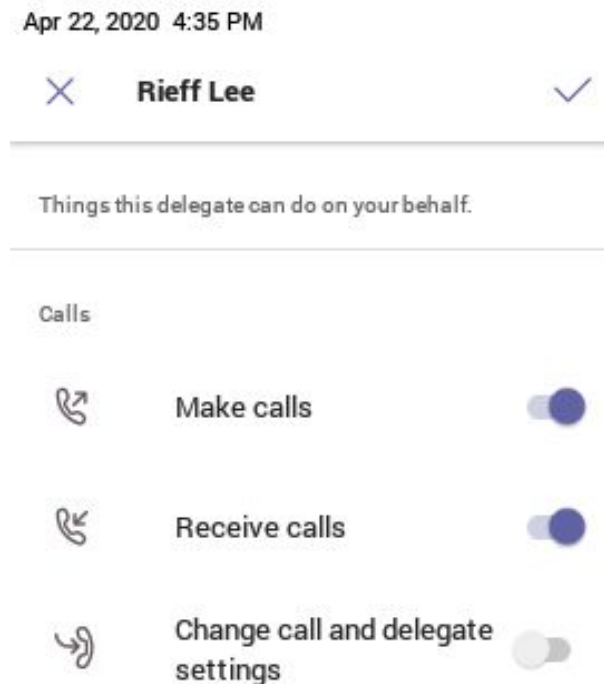 Apr 22, 2020 4:35 PM
Rieff Lee
Things this delegate can do on your behalf.
Calls
Make calls
Receive calls
Change call and delegate
settings